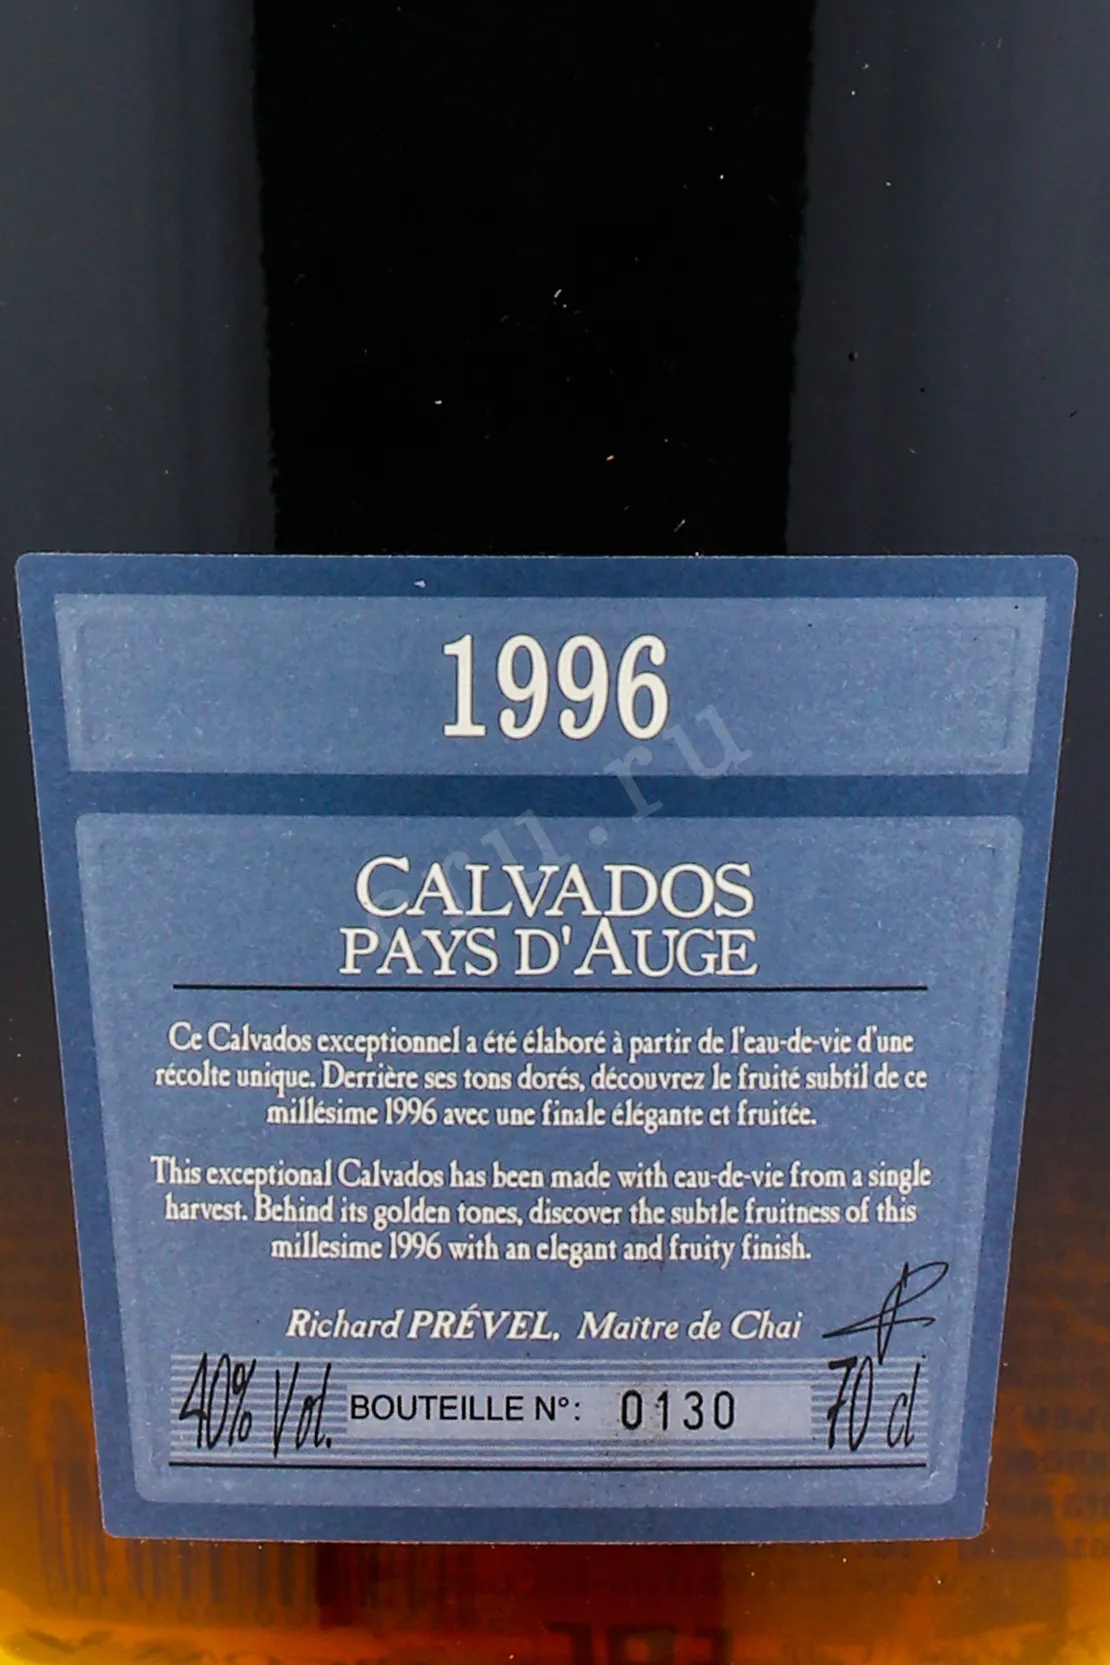 1996
cru.ru
CALVADOS
PAYS D'AUGE
Ce Calvados exceptionnel a été élaboré à partir de l'eau-de-vie d'une
récolte unique. Derrière ses tons dorés, découvrez le fruité subtil de ce
millésime 1996 avec une finale élégante et fruitée.
This exceptional Calvados has been made with eau-de-vie from a single
harvest. Behind its golden tones, discover the subtle fruitness of this
millesime 1996 with an elegant and fruity finish.
Richard PRÉVEL, Maître de Chai
40% Vol. BOUTEILLE N°: 0130 70 cl